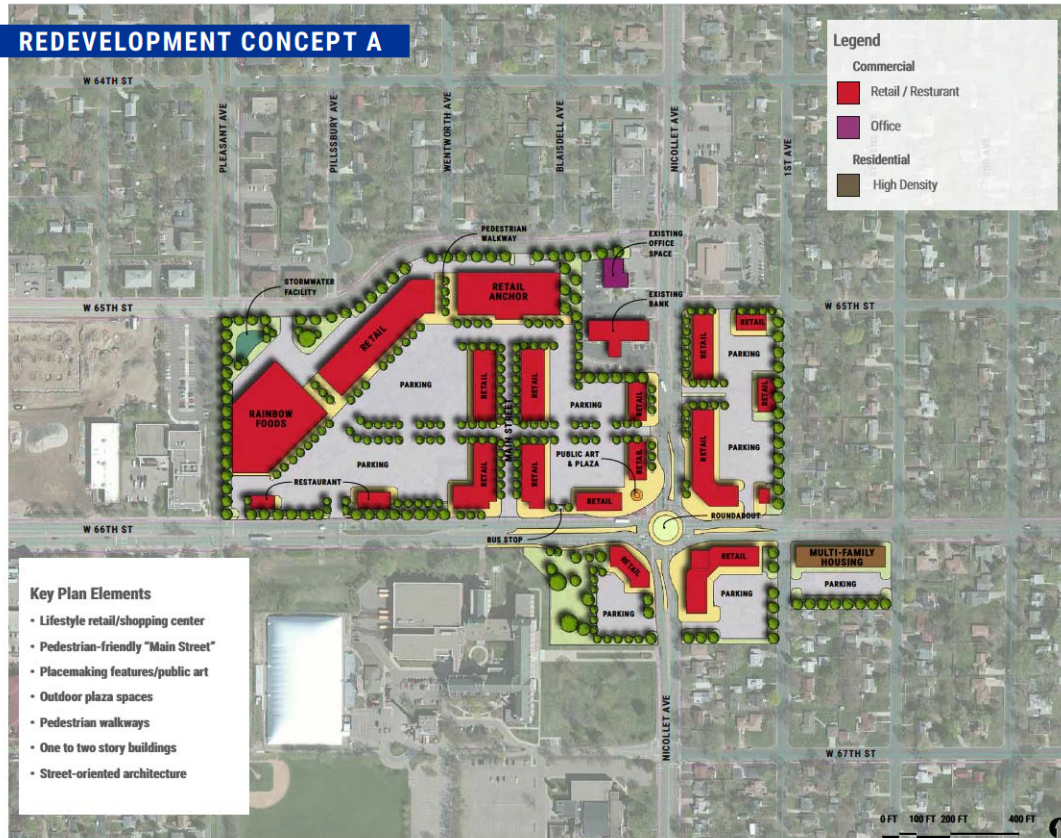 REDEVELOPMENT CONCEPT A
Legend
Commercial
Retail / Resturant
Office
Residential
High Density
W 64TH ST
PLEASANT AVE
PILLSSBURY AVE
WENTWORTH AVE
BLAISDELL AVE
NICOLLET AVE
1ST AVE
PEDESTRIAN
WALKWAY
EXISTING
OFFICE
SPACE
STORMWATER
FACILITY
RETAIL
ANCHOR
EXISTING
BANK
W 65TH ST
W 65TH ST
RETAIL
RETAIL
RETAIL
PARKING
PARKING
RETAIL
RETAIL
PARKING
RETAIL
RETAIL
RAINBOW
FOODS
MAIN STREET
PARKING
PARKING
RETAIL
RETAIL
RETAIL
PUBLIC ART
& PLAZA
RESTAURANT
RETAIL
ROUNDABOUT
W 66TH ST
BUS STOP
RETAIL
RETAIL
MULTI-FAMILY
HOUSING
PARKING
PARKING
PARKING
Key Plan Elements
• Lifestyle retail/shopping center
• Pedestrian-friendly "Main Street"
• Placemaking features/public art
• Outdoor plaza spaces
• Pedestrian walkways
• One to two story buildings
• Street-oriented architecture
NICOLLET AVE
W 67TH ST
0 FT 100 FT 200 FT 400 FT